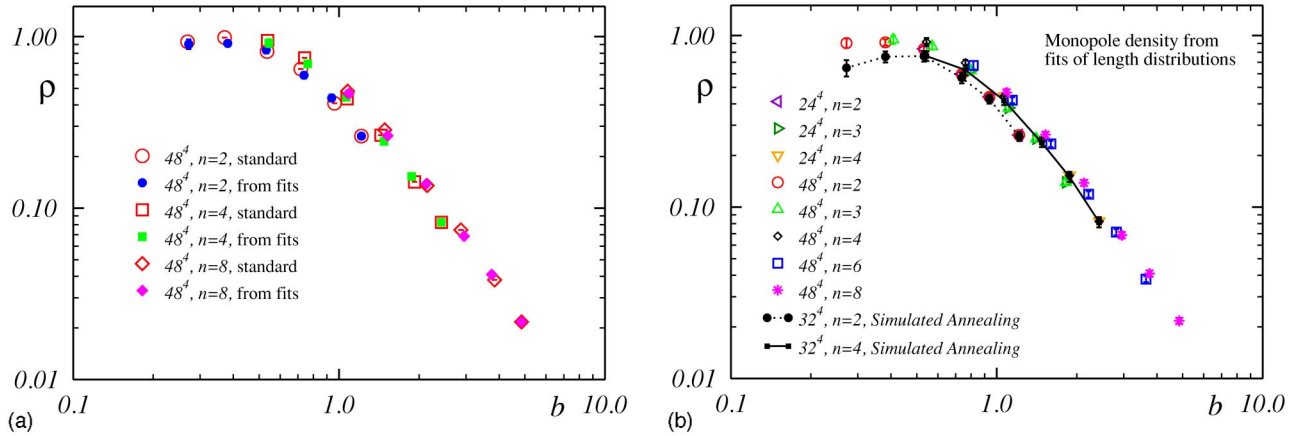 1.00
ρ
0.10
0.01
0.1
1.0
b
10.0
(a)
48⁴, n=2, standard
48⁴, n=2, from fits
48⁴, n=4, standard
48⁴, n=4, from fits
48⁴, n=8, standard
48⁴, n=8, from fits
1.00
ρ
0.10
0.01
0.1
1.0
b
10.0
(b)
Monopole density from
fits of length distributions
24⁴, n=2
24⁴, n=3
24⁴, n=4
48⁴, n=2
48⁴, n=3
48⁴, n=4
48⁴, n=6
48⁴, n=8
32⁴, n=2, Simulated Annealing
32⁴, n=4, Simulated Annealing